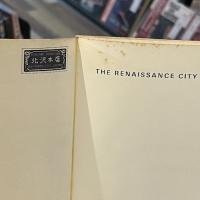 THE RENAISSANCE CITY
北沢書店